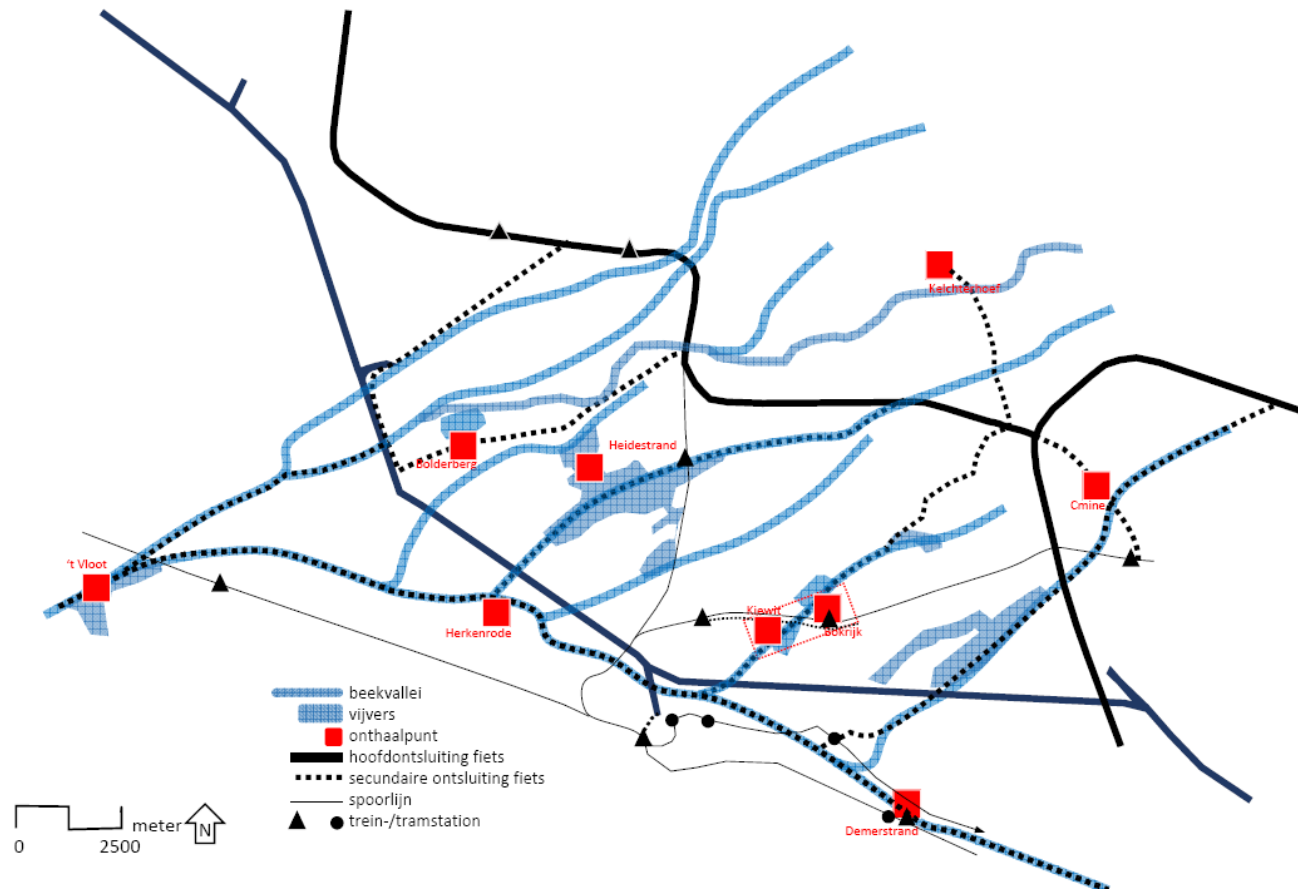 Kelchterhoef
Heidestrand
Bolderberg
Cmine
't Vloot
Kiewit
Herkenrode
Bokrijk
beekvallei
vijvers
onthaalpunt
hoofdontsluiting fiets
secundaire ontsluiting fiets
spoorlijn
trein-/tramstation
Demerstrand
meter N
0 2500